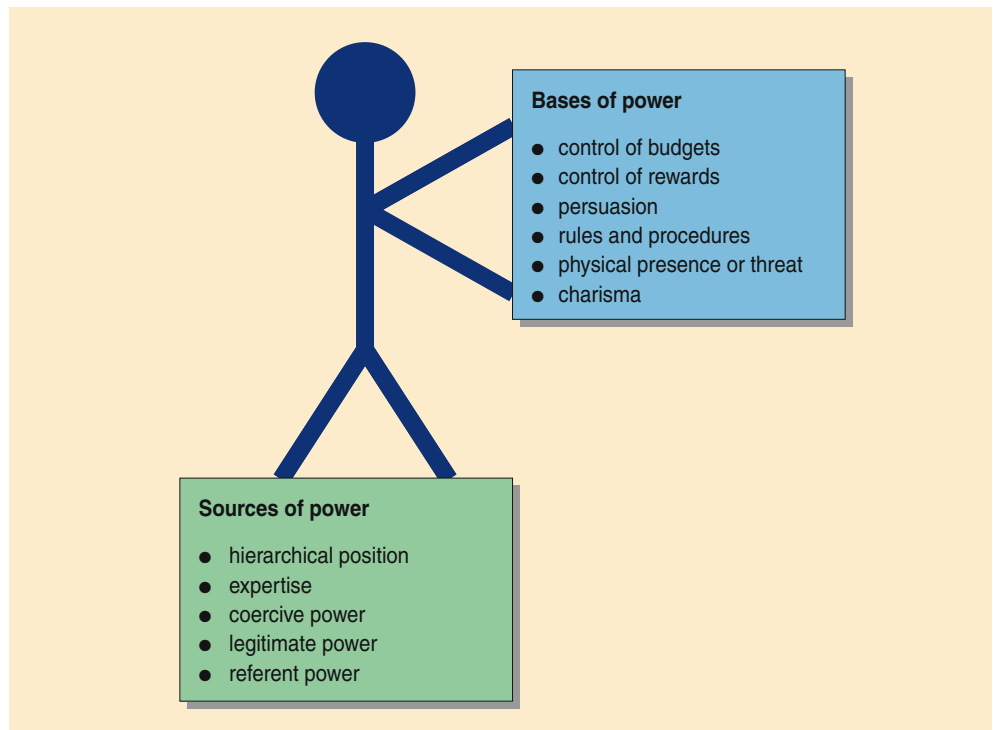 Bases of power
● control of budgets
● control of rewards
● persuasion
● rules and procedures
● physical presence or threat
● charisma
Sources of power
● hierarchical position
● expertise
● coercive power
● legitimate power
● referent power